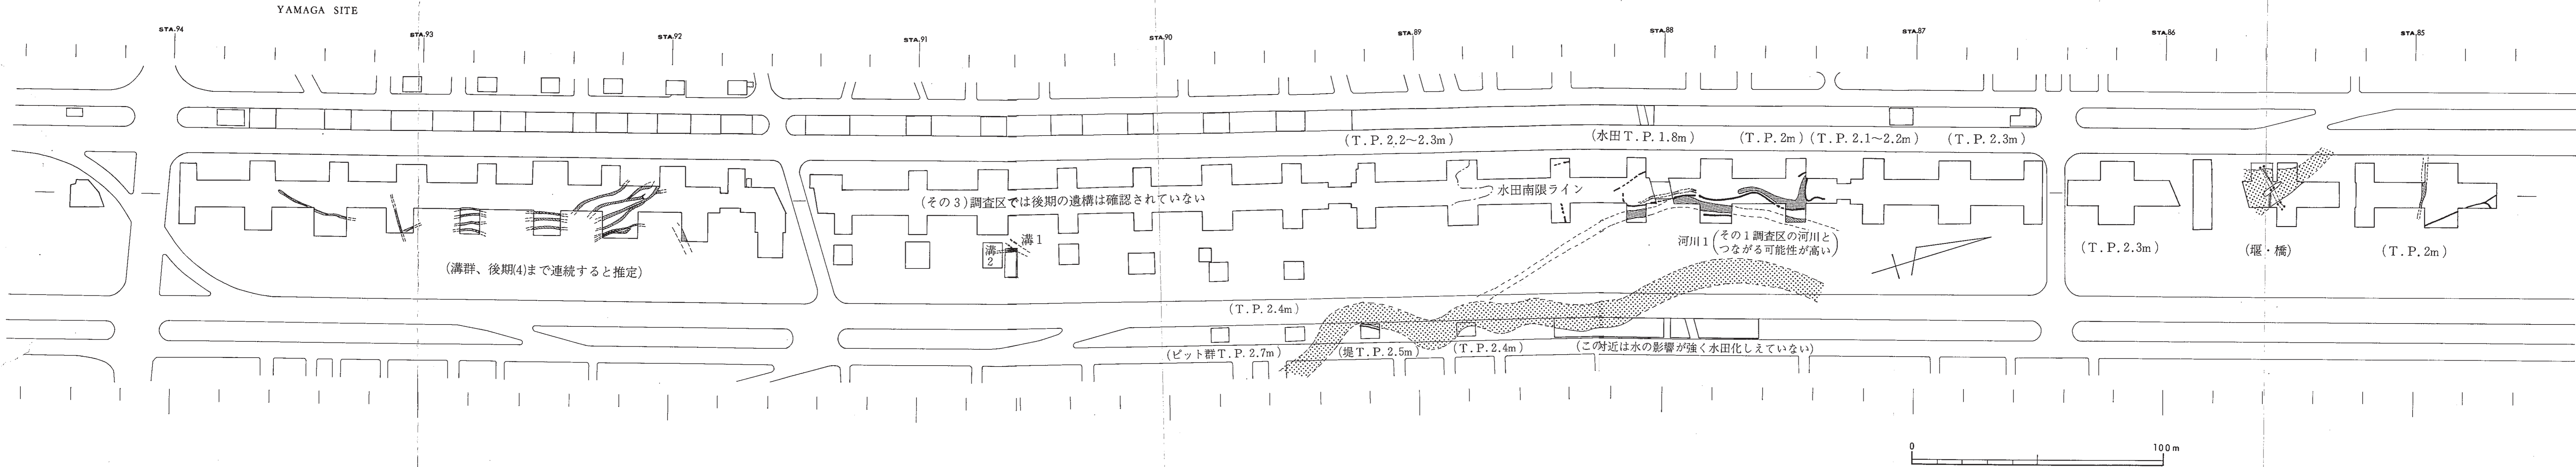 YAMAGA SITE
STA.94
STA.93
STA.92
STA.91
STA.90
STA.89
STA.88
STA.87
STA.86
STA.85
(T.P.2.2~2.3m)
(水田T.P.1.8m)
(T.P.2m)
(T.P.2.1~2.2m)
(T.P.2.3m)
(その3)調査区では後期の遺構は確認されていない
水田南限ライン
溝1
溝2
(溝群、後期(4)まで連続すると推定)
河川1(その1調査区の河川と
つながる可能性が高い)
(T.P.2.3m)
(堰・橋)
(T.P.2m)
(T.P.2.4m)
(ピット群T.P.2.7m)
(堤T.P.2.5m)
(T.P.2.4m)
(この付近は水の影響が強く水田化しえていない)
0
100m